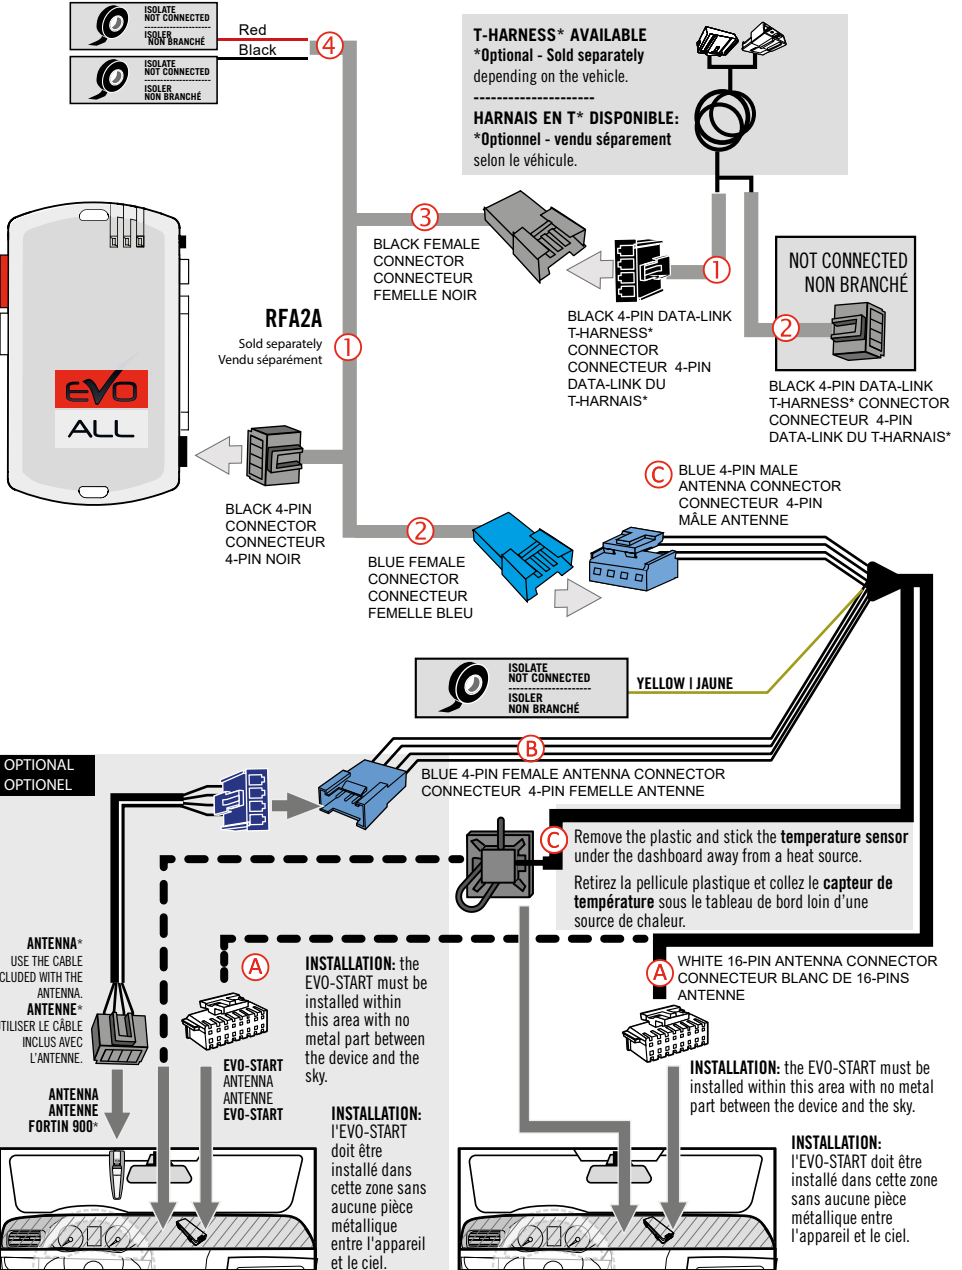 ISOLATE
NOT CONNECTED
ISOLER
NON BRANCHÉ
Red
Black
4
ISOLATE
NOT CONNECTED
ISOLER
NON BRANCHÉ
T-HARNESS* AVAILABLE
*Optional - Sold separately
depending on the vehicle.
---------------------
HARNAIS EN T* DISPONIBLE:
*Optionnel - vendu séparement
selon le véhicule.
3
BLACK FEMALE
CONNECTOR
CONNECTEUR
FEMELLE NOIR
1
BLACK 4-PIN DATA-LINK
T-HARNESS*
CONNECTOR
CONNECTEUR 4-PIN
DATA-LINK DU
T-HARNAIS*
NOT CONNECTED
NON BRANCHÉ
2
BLACK 4-PIN DATA-LINK
T-HARNESS* CONNECTOR
CONNECTEUR 4-PIN
DATA-LINK DU T-HARNAIS*
RFA2A
Sold separately
Vendu séparément
1
EVO
ALL
BLACK 4-PIN
CONNECTOR
CONNECTEUR
4-PIN NOIR
2
BLUE FEMALE
CONNECTOR
CONNECTEUR
FEMELLE BLEU
C
BLUE 4-PIN MALE
ANTENNA CONNECTOR
CONNECTEUR 4-PIN
MÂLE ANTENNE
ISOLATE
NOT CONNECTED
ISOLER
NON BRANCHÉ
YELLOW | JAUNE
B
BLUE 4-PIN FEMALE ANTENNA CONNECTOR
CONNECTEUR 4-PIN FEMELLE ANTENNE
OPTIONAL
OPTIONEL
C
Remove the plastic and stick the temperature sensor
under the dashboard away from a heat source.
Retirez la pellicule plastique et collez le capteur de
température sous le tableau de bord loin d'une
source de chaleur.
ANTENNA*
USE THE CABLE
CLUDED WITH THE
ANTENNA.
ANTENNE*
TILISER LE CÂBLE
INCLUS AVEC
L'ANTENNE.
ANTENNA
ANTENNE
FORTIN 900*
A
EVO-START
ANTENNA
ANTENNE
EVO-START
INSTALLATION: the
EVO-START must be
installed within
this area with no
metal part between
the device and the
sky.
INSTALLATION:
l'EVO-START
doit être
installé dans
cette zone sans
aucune pièce
métallique
entre l'appareil
et le ciel.
A
WHITE 16-PIN ANTENNA CONNECTOR
CONNECTEUR BLANC DE 16-PINS
ANTENNE
INSTALLATION: the EVO-START must be
installed within this area with no metal
part between the device and the sky.
INSTALLATION:
l'EVO-START doit être
installé dans cette zone
sans aucune pièce
métallique entre
l'appareil et le ciel.